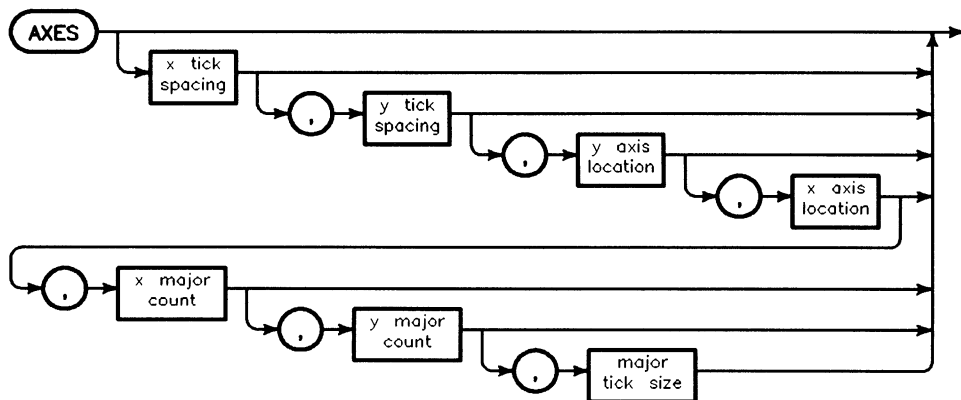 AXES
x tick
spacing
,
y tick
spacing
,
y axis
location
,
x axis
location
,
x major
count
,
y major
count
,
major
tick size